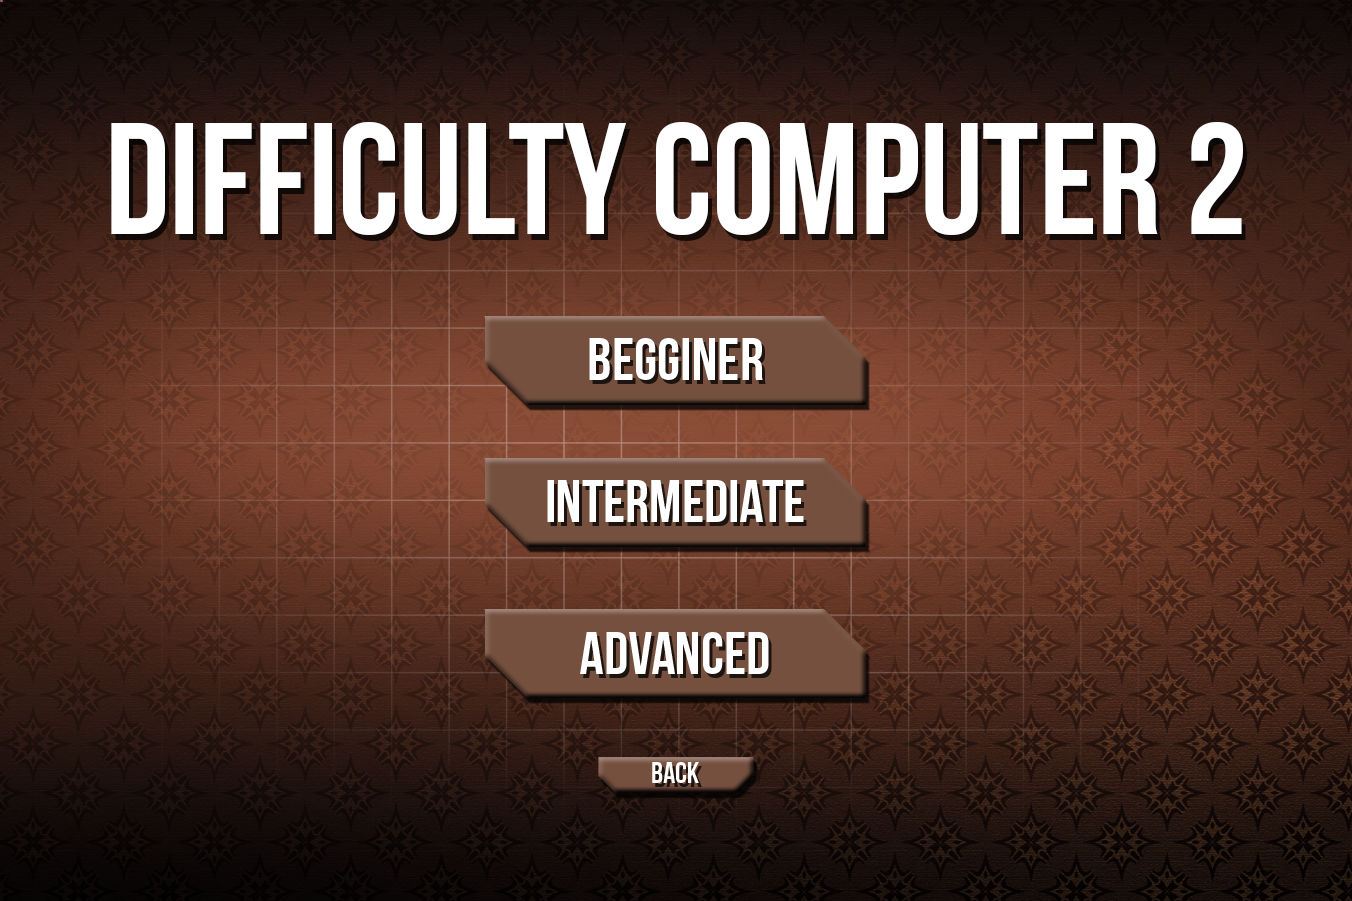 DIFFICULTY COMPUTER 2
BEGGINER
INTERMEDIATE
ADVANCED
BACK